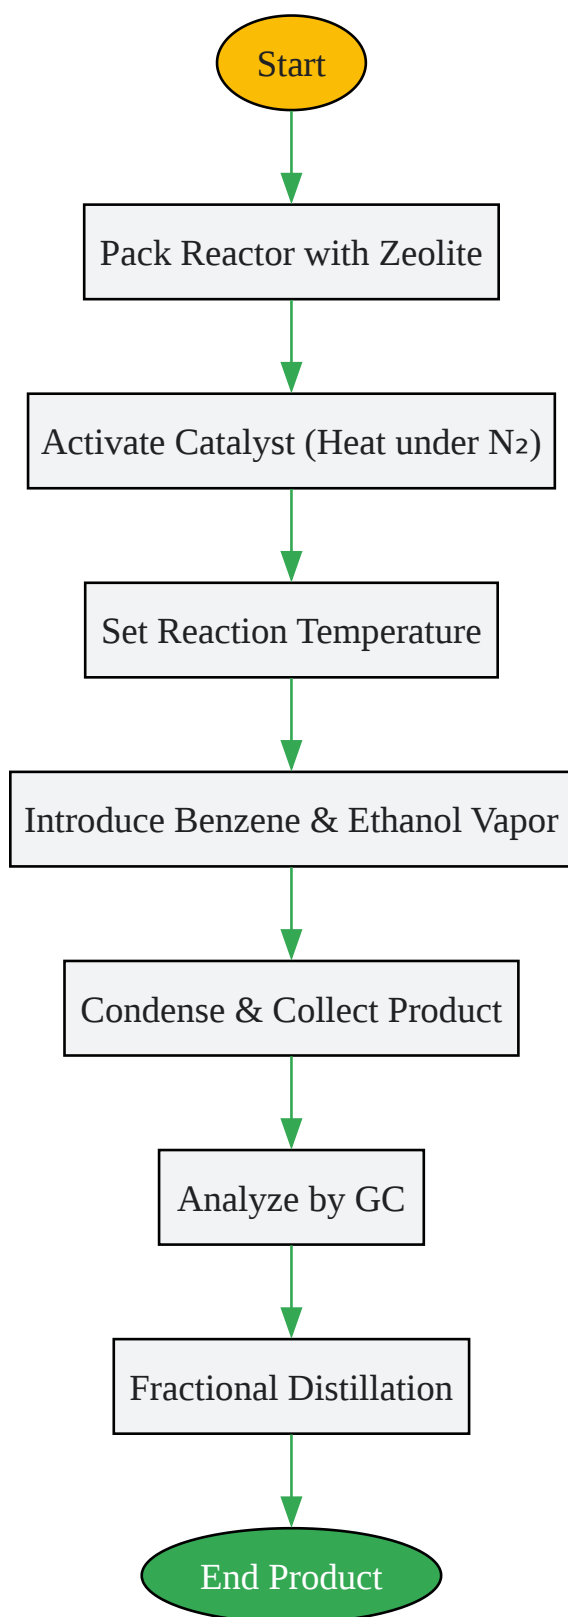 Start
Pack Reactor with Zeolite
Activate Catalyst (Heat under N₂)
Set Reaction Temperature
Introduce Benzene & Ethanol Vapor
Condense & Collect Product
Analyze by GC
Fractional Distillation
End Product